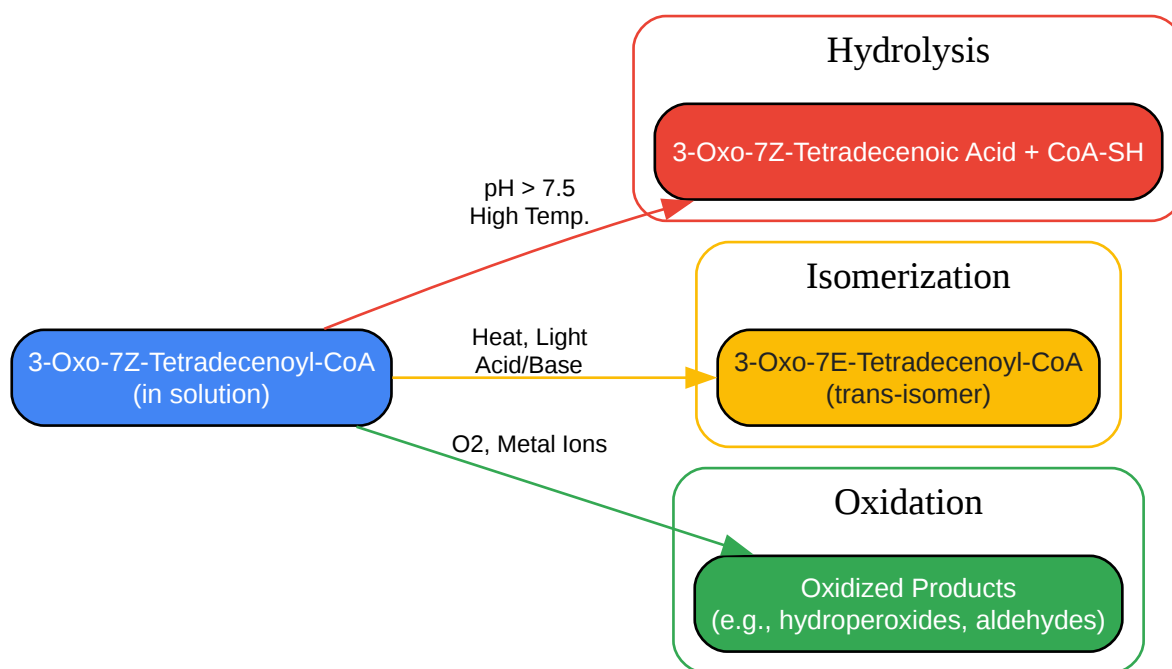 Hydrolysis
3-Oxo-7Z-Tetradecenoic Acid + CoA-SH
pH > 7.5
High Temp.
Isomerization
3-Oxo-7Z-Tetradecenoyl-CoA
(in solution)
Heat, Light
Acid/Base
3-Oxo-7E-Tetradecenoyl-CoA
(trans-isomer)
O2, Metal Ions
Oxidation
Oxidized Products
(e.g., hydroperoxides, aldehydes)